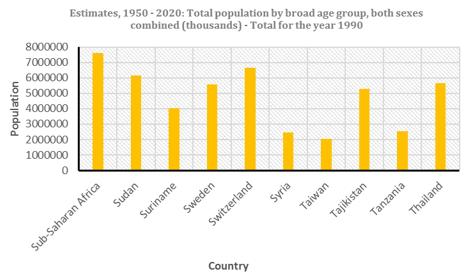 Estimates, 1950 - 2020: Total population by broad age group, both sexes
combined (thousands) - Total for the year 1990
8000000
7000000
6000000
5000000
4000000
3000000
2000000
1000000
0
Population
Sub-Saharan Africa
Sudan
Suriname
Sweden
Switzerland
Syria
Taiwan
Tajikistan
Tanzania
Thailand
Country